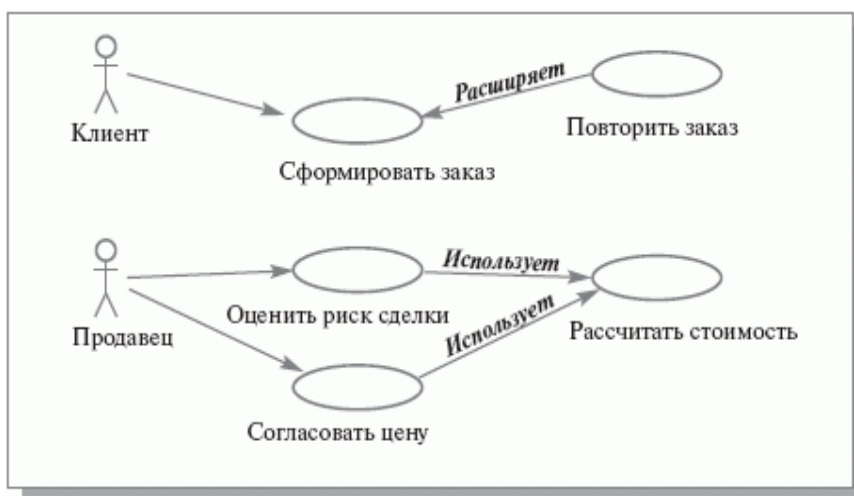 Расширяет
Клиент
Повторить заказ
Сформировать заказ
Использует
Оценить риск сделки
Использует
Продавец
Рассчитать стоимость
Согласовать цену